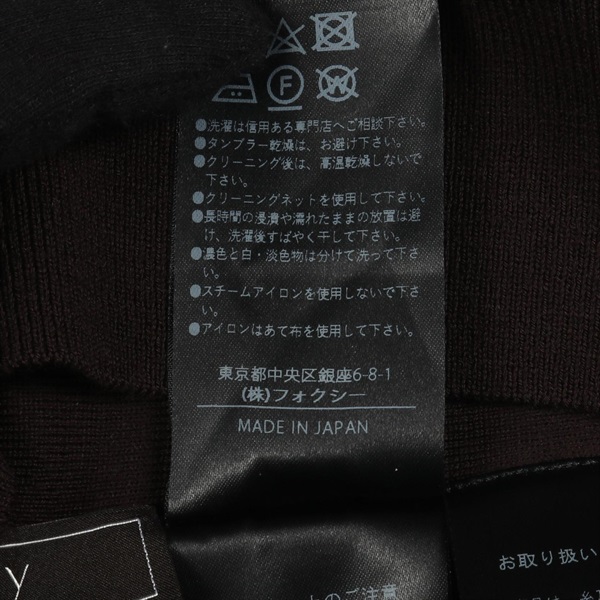 F
W
●洗濯は信用ある専門店へご相談下さい。
●タンブラー乾燥は、お避け下さい。
●クリーニング後は、高温乾燥しないで
下さい。
●クリーニングネットを使用して下さい。
●長時間の浸漬や濡れたままの放置は避
け、洗濯後すばやく干して下さい。
●濃色と白・淡色物は分けて洗って下さ
い。
●スチームアイロンを使用しないで下さ
い。
●アイロンはあて布を使用して下さい。
東京都中央区銀座6-8-1
(株)フォクシー
MADE IN JAPAN
お取り扱い
y
のご注意